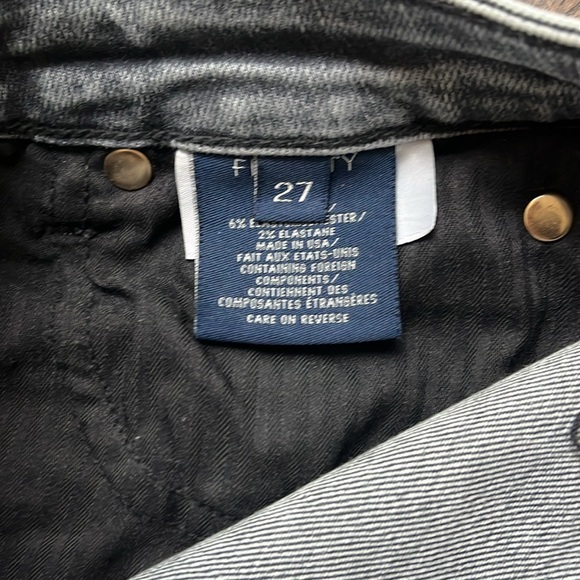 27
2% ELASTANE
MADE IN USA/
FAIT AUX ETATS-UNIS
CONTAINING FOREIGN
COMPONENTS/
CONTIENNENT DES
COMPOSANTES ÉTRANGÈRES
CARE ON REVERSE